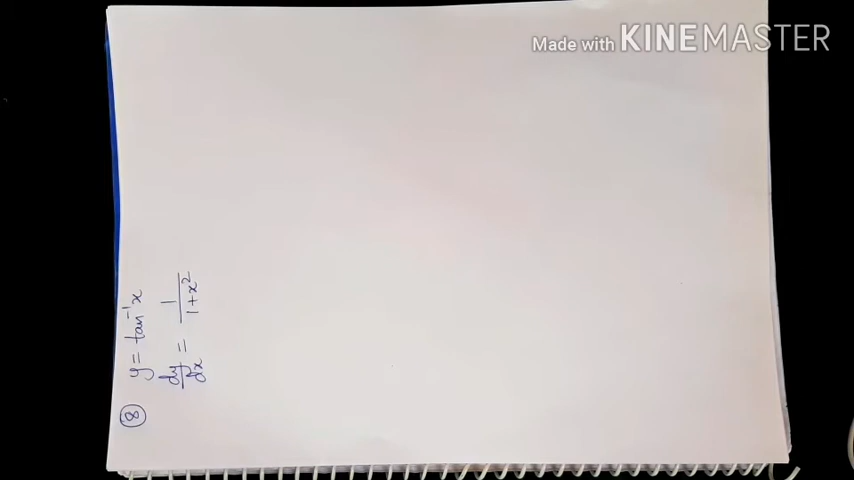 Made with KINEMASTER
⑧ y = tan⁻¹x
dy/dx = 1/(1+x²)